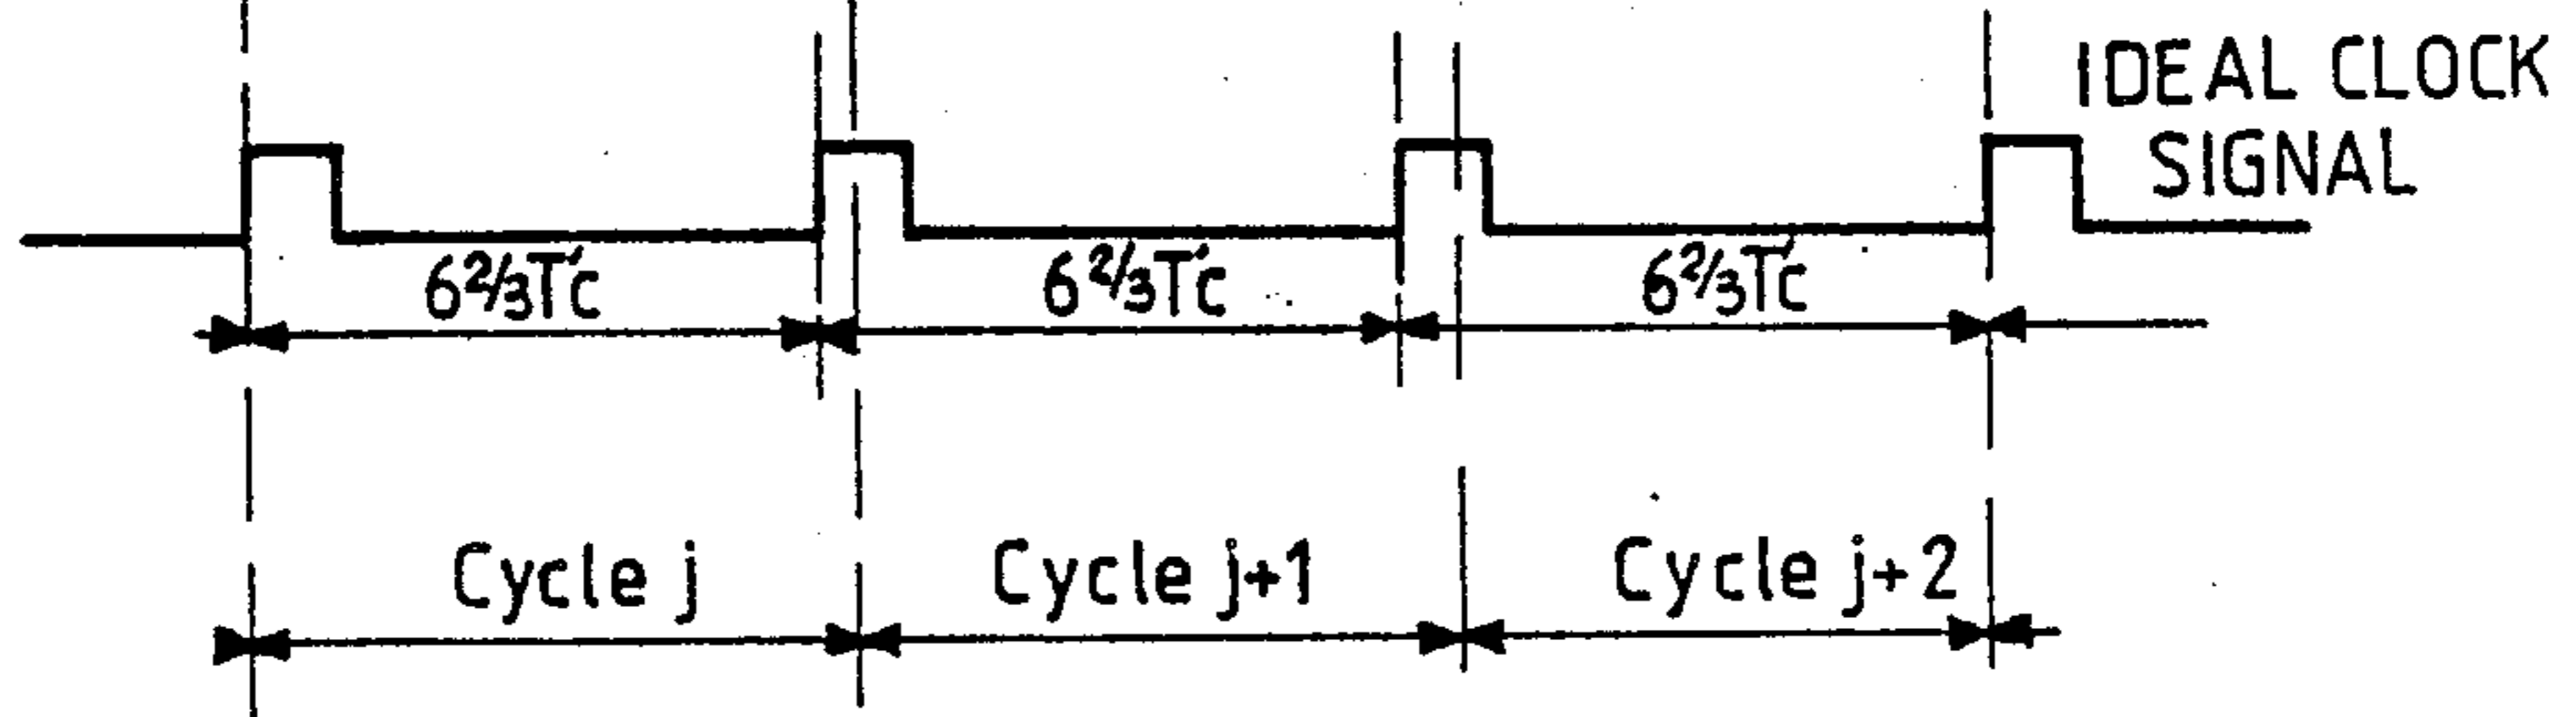 IDEAL CLOCK
SIGNAL
6⅔T'c
6⅔T'c
6⅔T'c
Cycle j
Cycle j+1
Cycle j+2